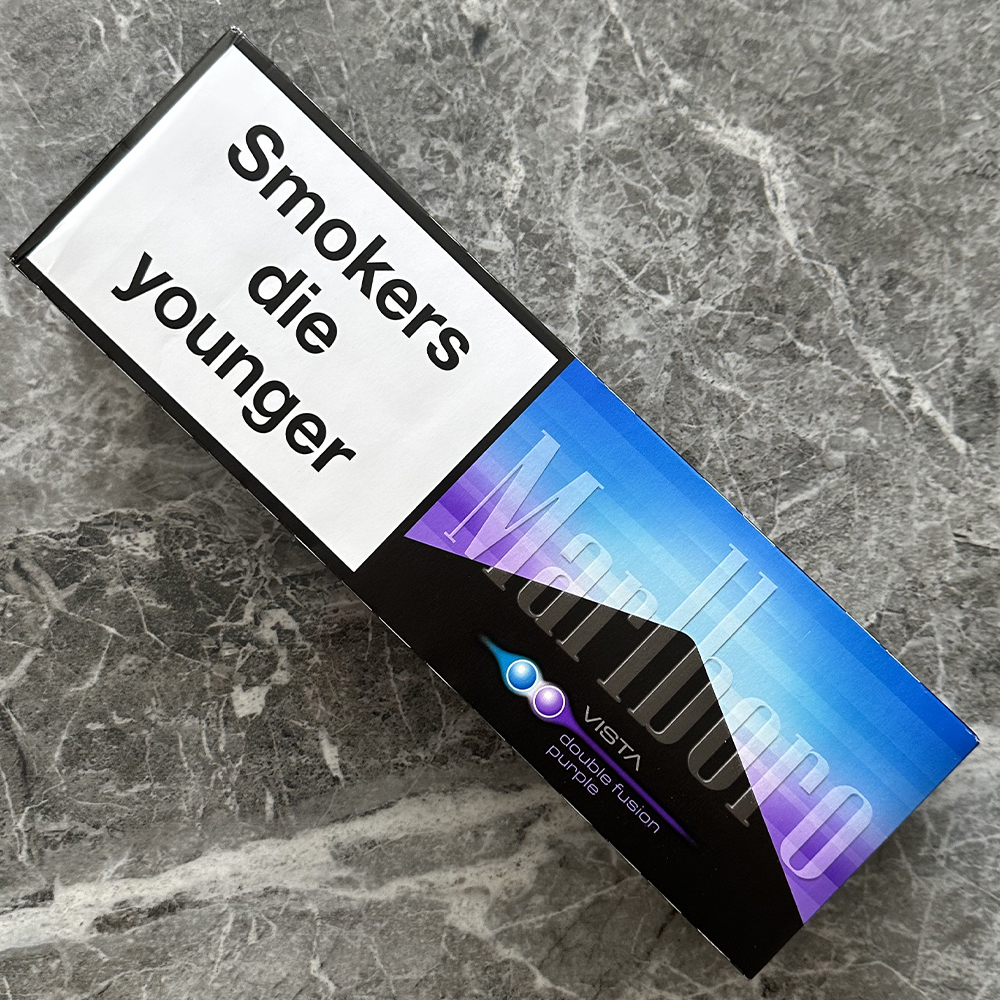 Smokers
die
younger
Marlboro
VISTA
double fusion
purple